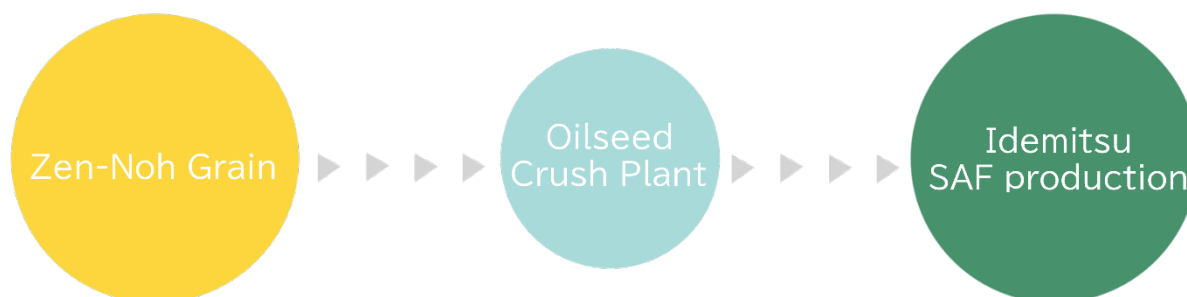 Zen-Noh Grain
Oilseed
Crush Plant
Idemitsu
SAF production